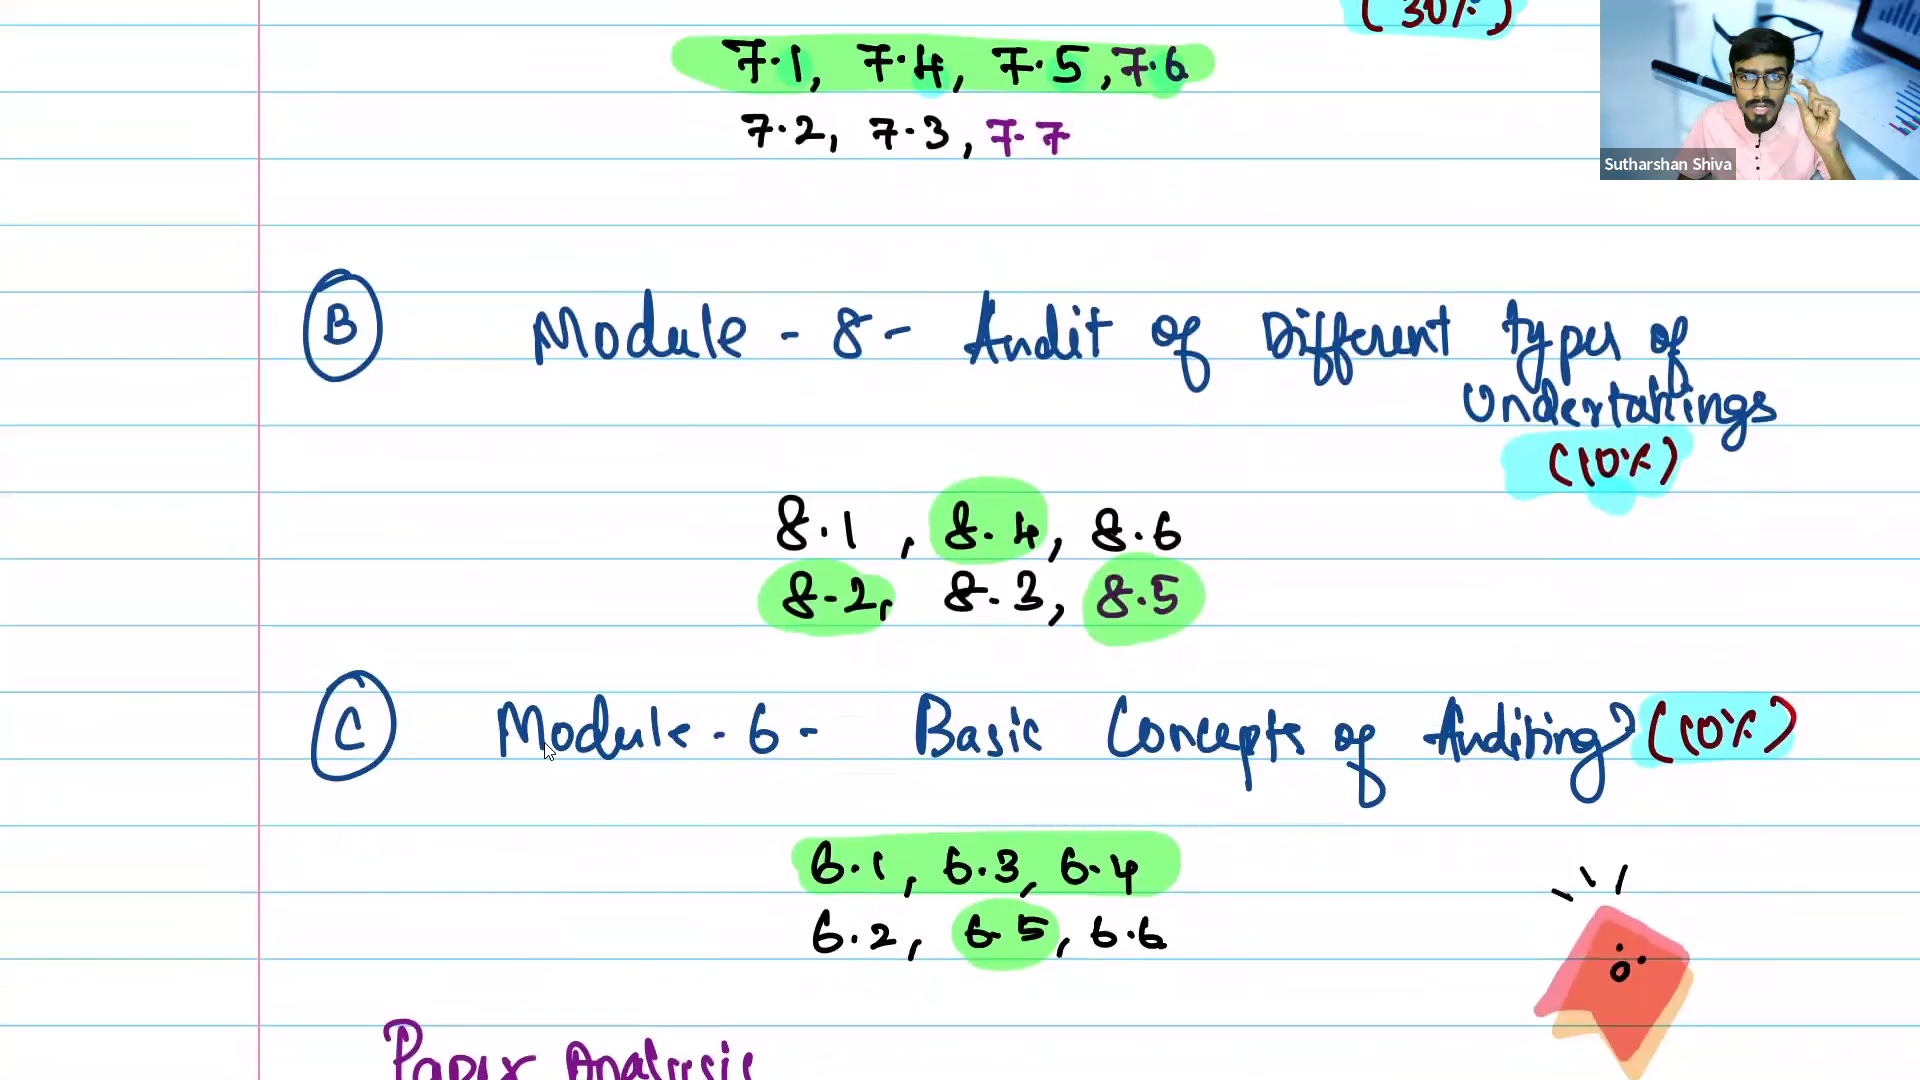 (30%)
7.1, 7.4, 7.5, 7.6
7.2, 7.3, 7.7
Sutharshan Shiva
B Module - 8 - Audit of Different types of
Undertakings
(10%)
8.1, 8.4, 8.6
8.2, 8.3, 8.5
C Module - 6 - Basic Concepts of Auditing (10%)
6.1, 6.3, 6.4
6.2, 6.5, 6.6
Paper Analysis